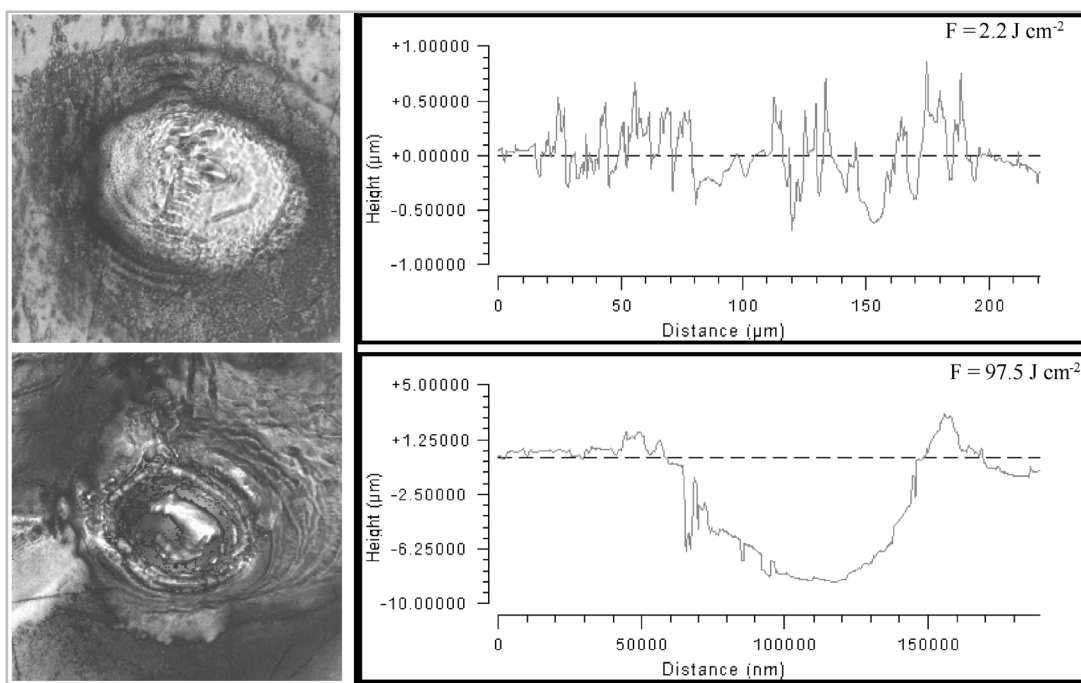 F = 2.2 J cm-2
+1.00000
+0.50000
+0.00000
-0.50000
-1.00000
Height (µm)
0 50 100 150 200
Distance (µm)
F = 97.5 J cm-2
+5.00000
+1.25000
-2.50000
-6.25000
-10.00000
Height (µm)
50000 100000 150000
Distance (nm)